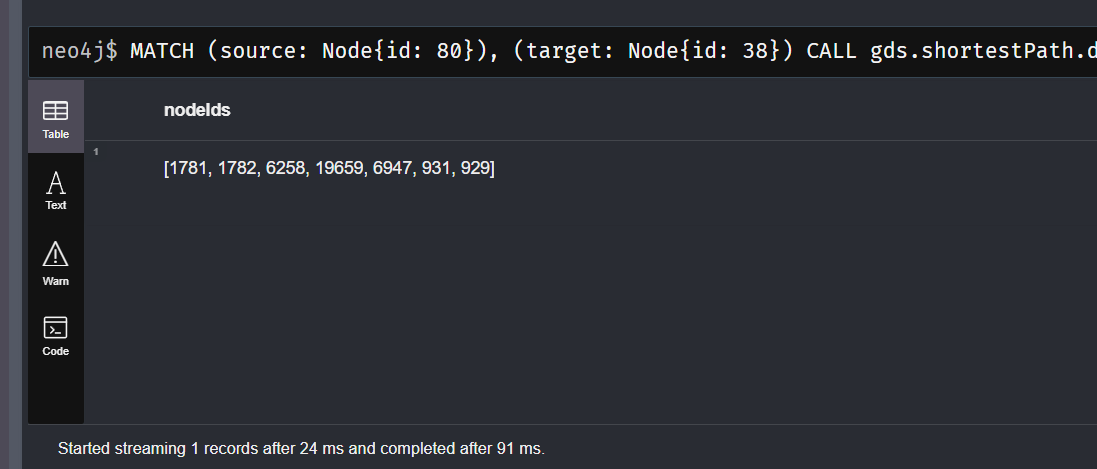 neo4j$ MATCH (source: Node{id: 80}), (target: Node{id: 38}) CALL gds.shortestPath.d
Table
nodeIds
1
[1781, 1782, 6258, 19659, 6947, 931, 929]
A
Text
Warn
Code
Started streaming 1 records after 24 ms and completed after 91 ms.